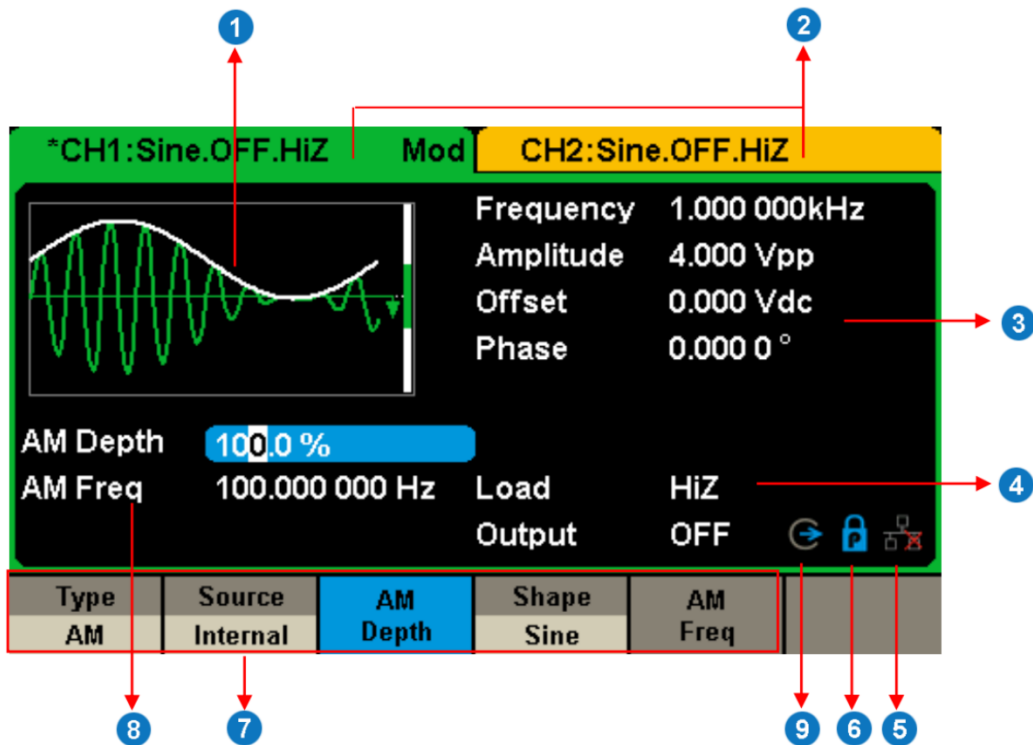 1
2
*CH1:Sine.OFF.HiZ Mod
CH2:Sine.OFF.HiZ
Frequency 1.000 000kHz
Amplitude 4.000 Vpp
Offset 0.000 Vdc
Phase 0.000 0 °
3
AM Depth 100.0 %
AM Freq 100.000 000 Hz
Load HiZ
4
Output OFF
P
Type
AM
Source
Internal
AM
Depth
Shape
Sine
AM
Freq
8
7
9
6
5